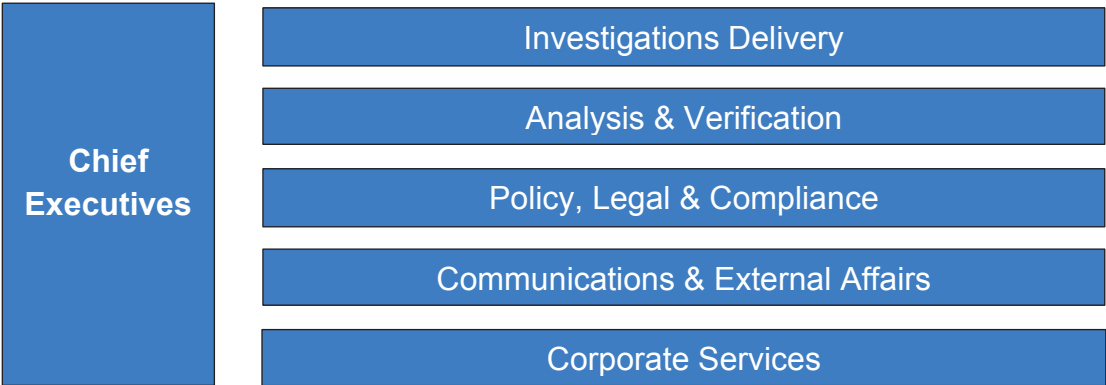 Chief
Executives
Investigations Delivery
Analysis & Verification
Policy, Legal & Compliance
Communications & External Affairs
Corporate Services